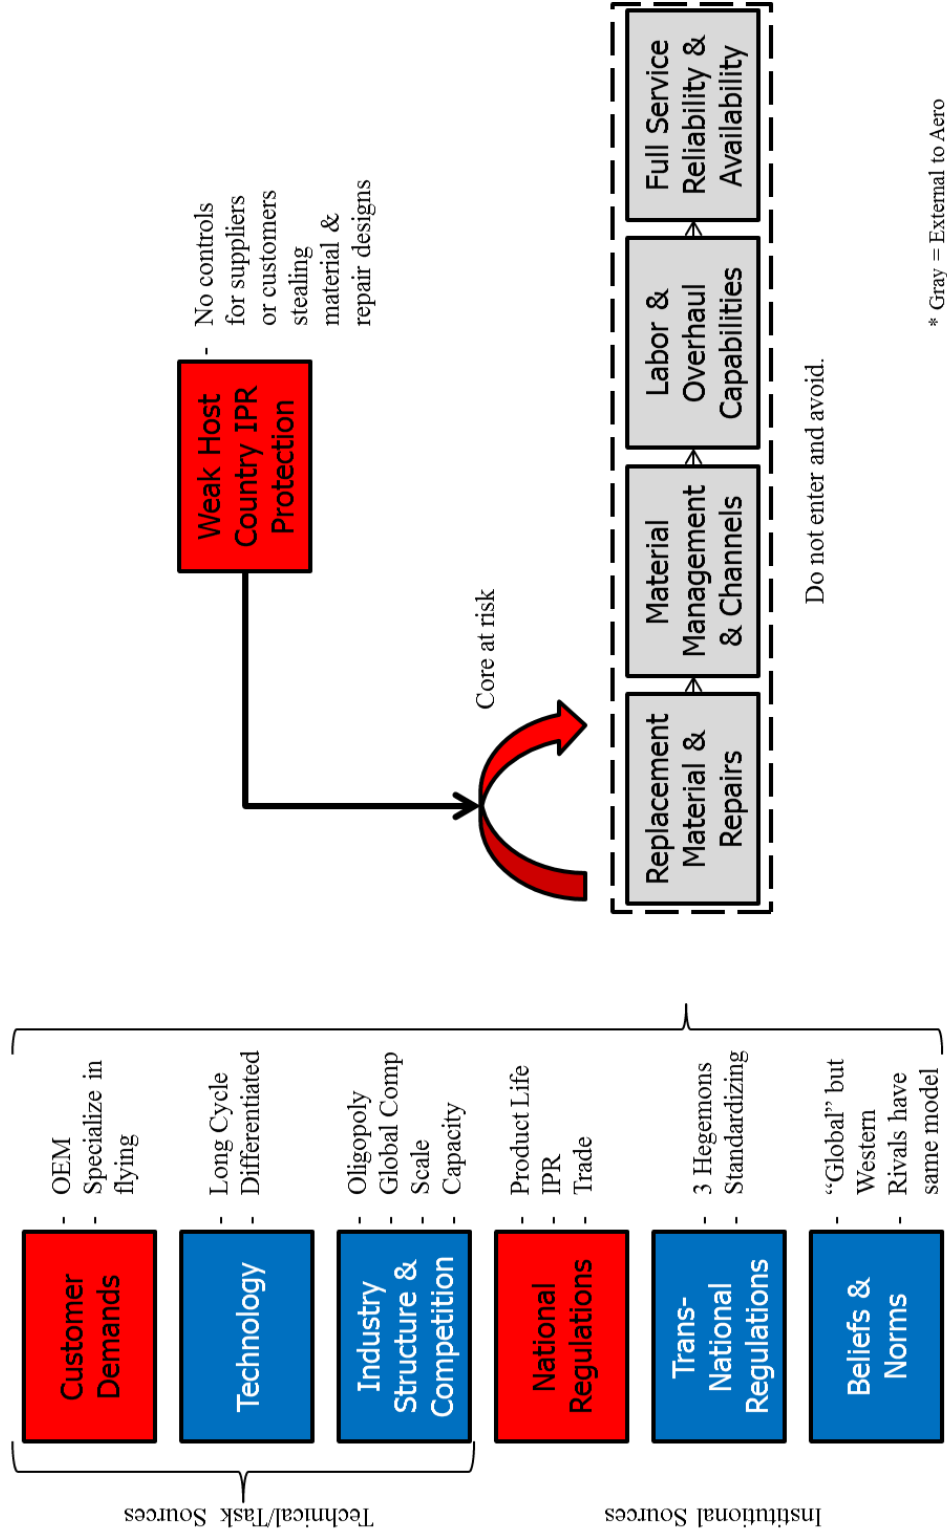 Technical/Task Sources
Institutional Sources
Customer
Demands
- OEM
- Specialize in
flying
Technology
- Long Cycle
- Differentiated
Industry
Structure &
Competition
- Oligopoly
- Global Comp
- Scale
- Capacity
National
Regulations
- Product Life
- IPR
- Trade
Trans-
National
Regulations
- 3 Hegemons
- Standardizing
Beliefs &
Norms
- “Global” but
Western
- Rivals have
same model
Weak Host
Country IPR
Protection
- No controls
for suppliers
or customers
stealing
material &
repair designs
Core at risk
Replacement
Material &
Repairs
Material
Management
& Channels
Labor &
Overhaul
Capabilities
Full Service
Reliability &
Availability
Do not enter and avoid.
* Gray = External to Aero